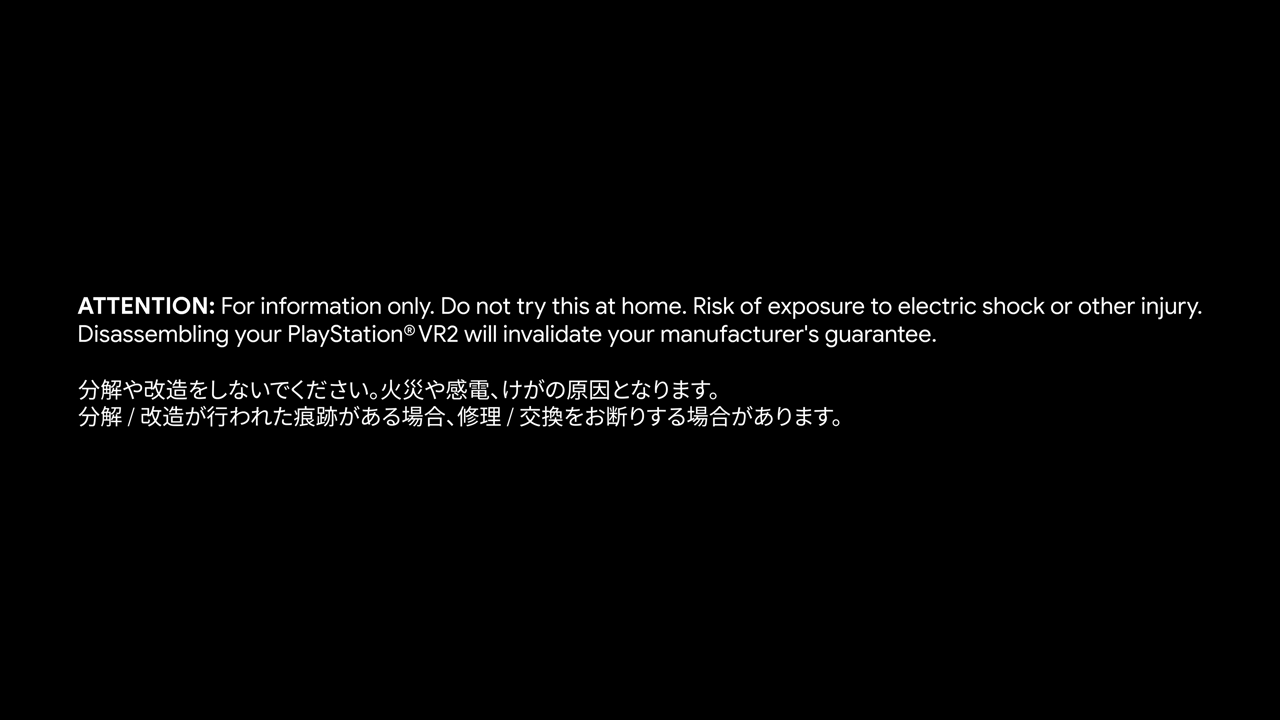 ATTENTION: For information only. Do not try this at home. Risk of exposure to electric shock or other injury.
Disassembling your PlayStation® VR2 will invalidate your manufacturer's guarantee.
分解や改造をしないでください。火災や感電、けがの原因となります。
分解 / 改造が行われた痕跡がある場合、修理 / 交換をお断りする場合があります。